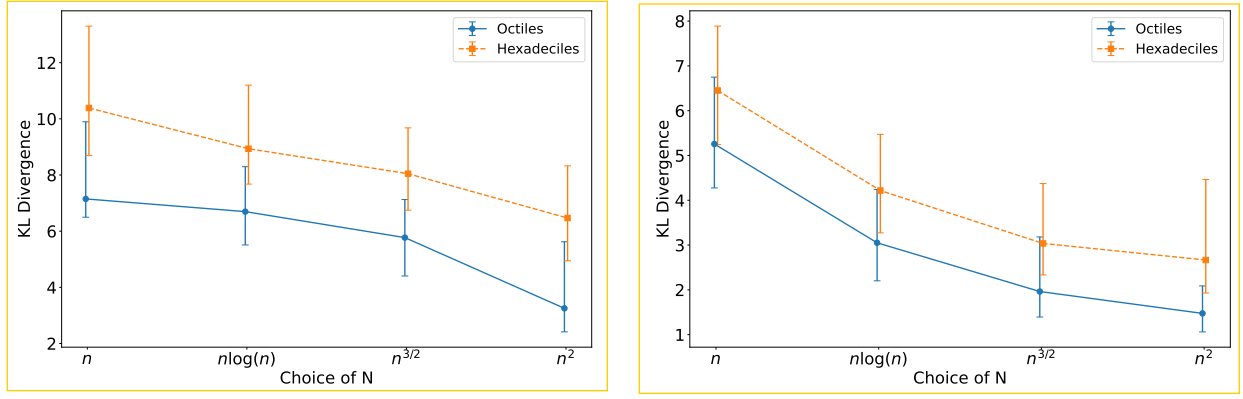 Octiles
Hexadeciles
12
10
8
6
4
2
KL Divergence
n
nlog(n)
n^{3/2}
n^2
Choice of N
Octiles
Hexadeciles
8
7
6
5
4
3
2
1
KL Divergence
n
nlog(n)
n^{3/2}
n^2
Choice of N